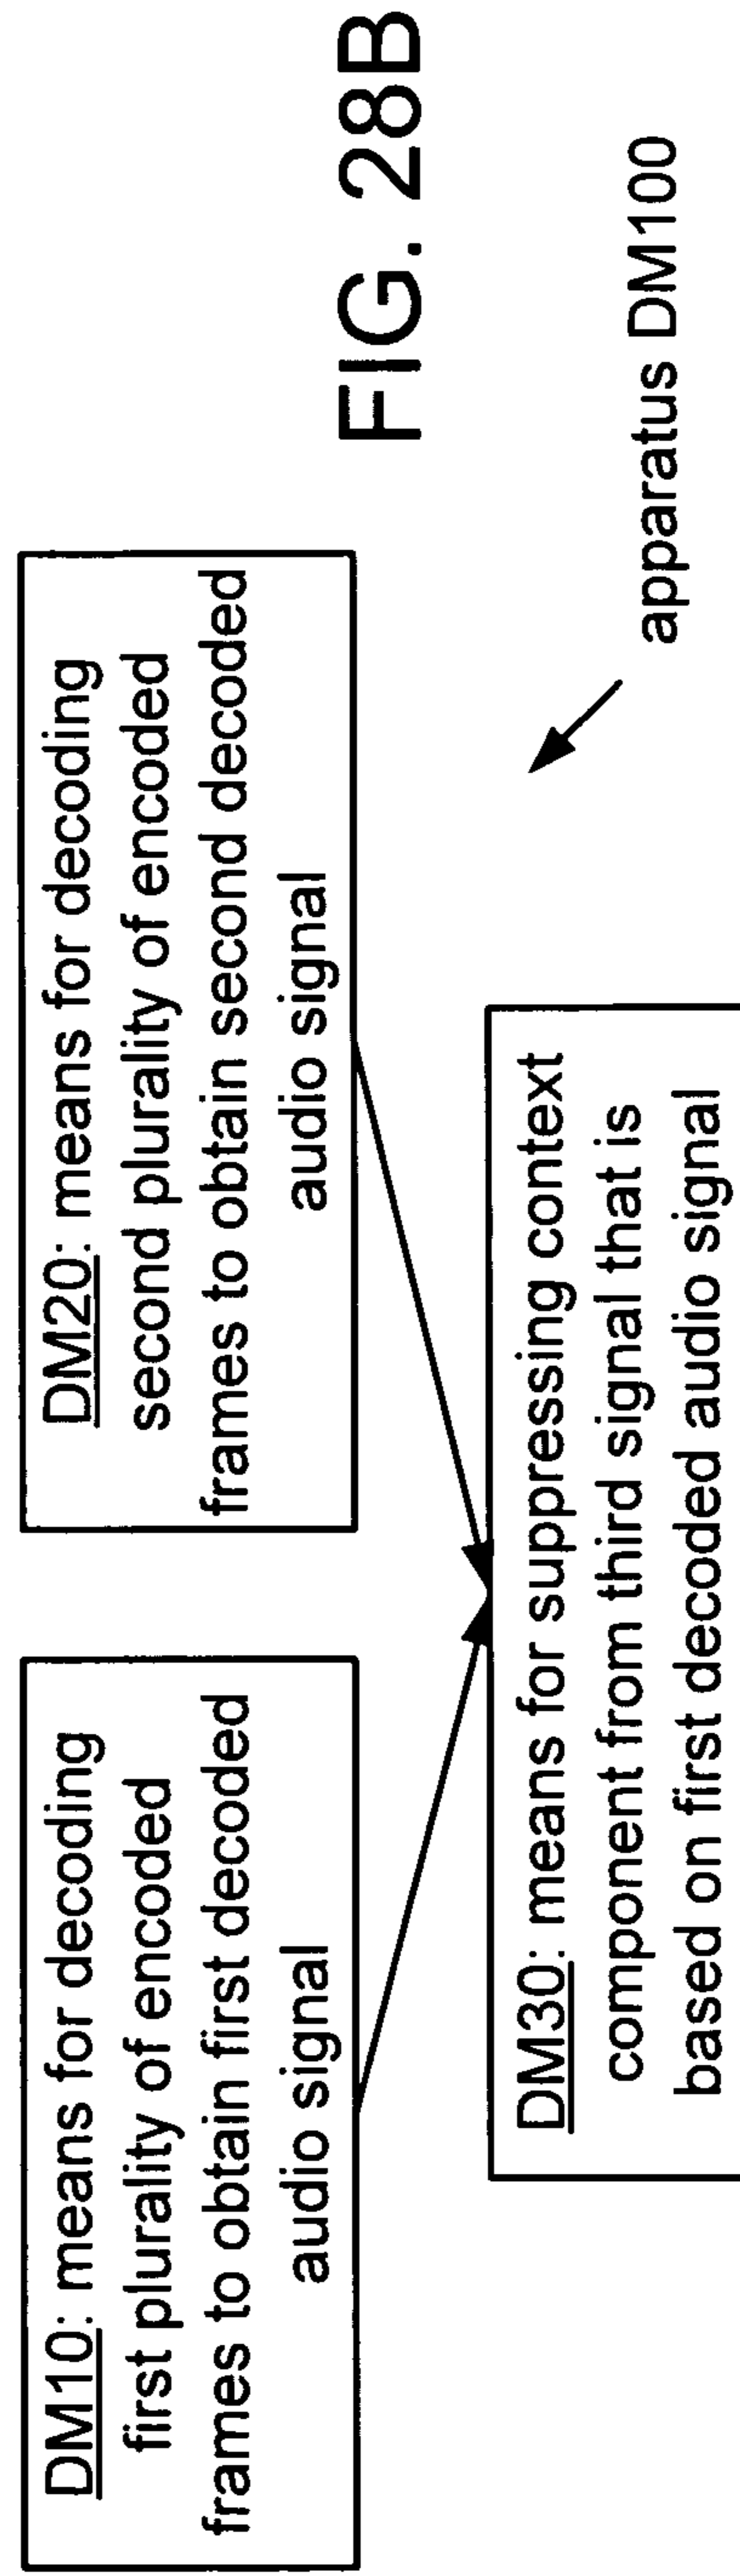 DM10: means for decoding
first plurality of encoded
frames to obtain first decoded
audio signal
DM20: means for decoding
second plurality of encoded
frames to obtain second decoded
audio signal
DM30: means for suppressing context
component from third signal that is
based on first decoded audio signal
apparatus DM100
FIG. 28B